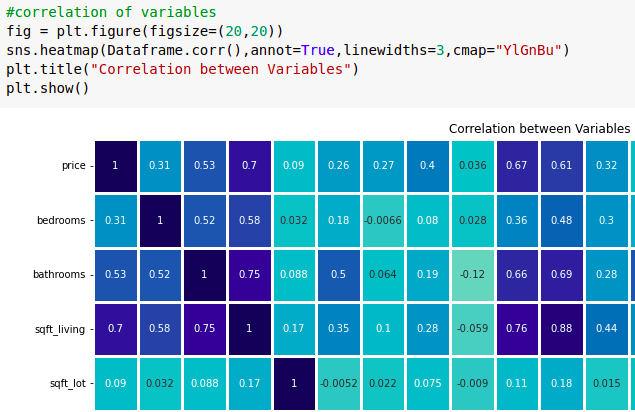 #correlation of variables
fig = plt.figure(figsize=(20,20))
sns.heatmap(Dataframe.corr(),annot=True,linewidths=3,cmap="YlGnBu")
plt.title("Correlation between Variables")
plt.show()
Correlation between Variables
price 1 0.31 0.53 0.7 0.09 0.26 0.27 0.4 0.036 0.67 0.61 0.32
bedrooms 0.31 1 0.52 0.58 0.032 0.18 -0.0066 0.08 0.028 0.36 0.48 0.3
bathrooms 0.53 0.52 1 0.75 0.088 0.5 0.064 0.19 -0.12 0.66 0.69 0.28
sqft_living 0.7 0.58 0.75 1 0.17 0.35 0.1 0.28 -0.059 0.76 0.88 0.44
sqft_lot 0.09 0.032 0.088 0.17 1 -0.0052 0.022 0.075 -0.009 0.11 0.18 0.015